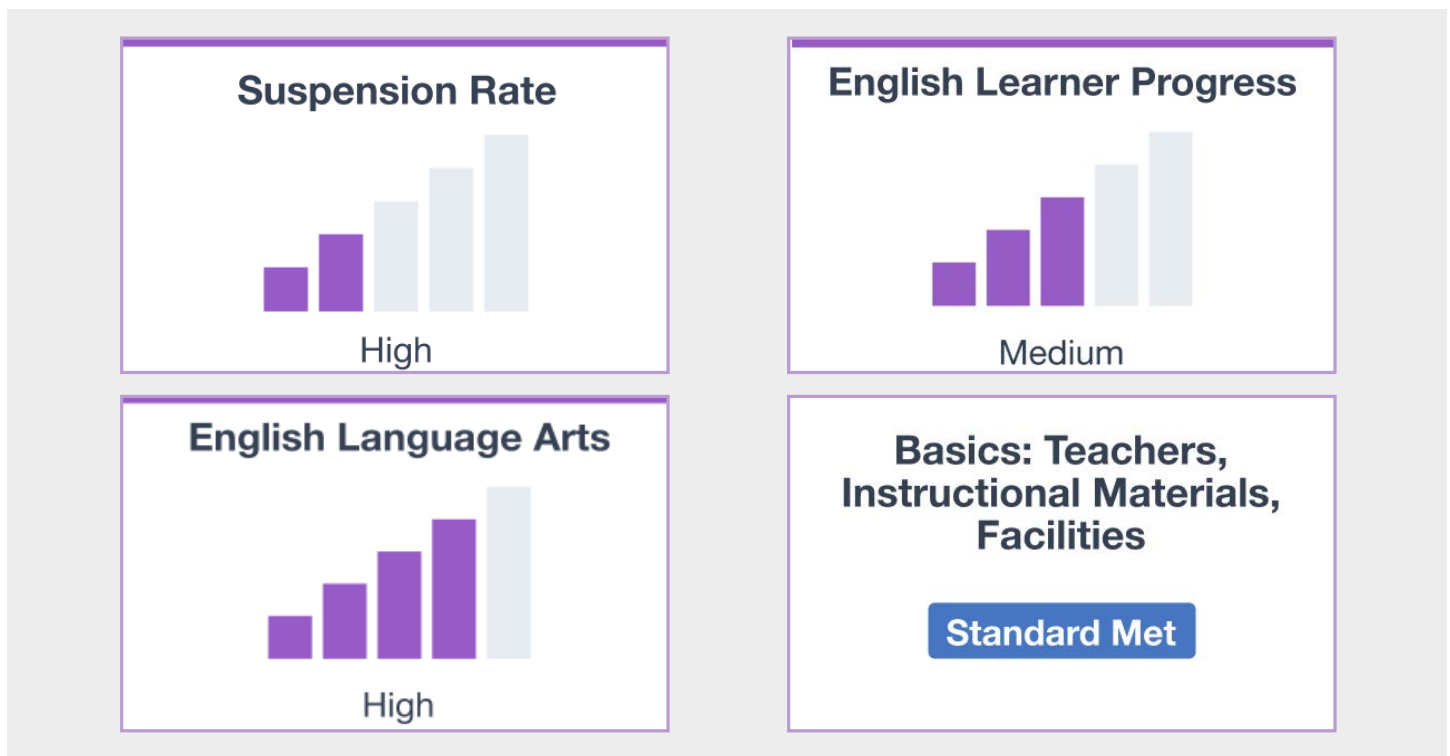 Suspension Rate
High
English Learner Progress
Medium
English Language Arts
High
Basics: Teachers,
Instructional Materials,
Facilities
Standard Met